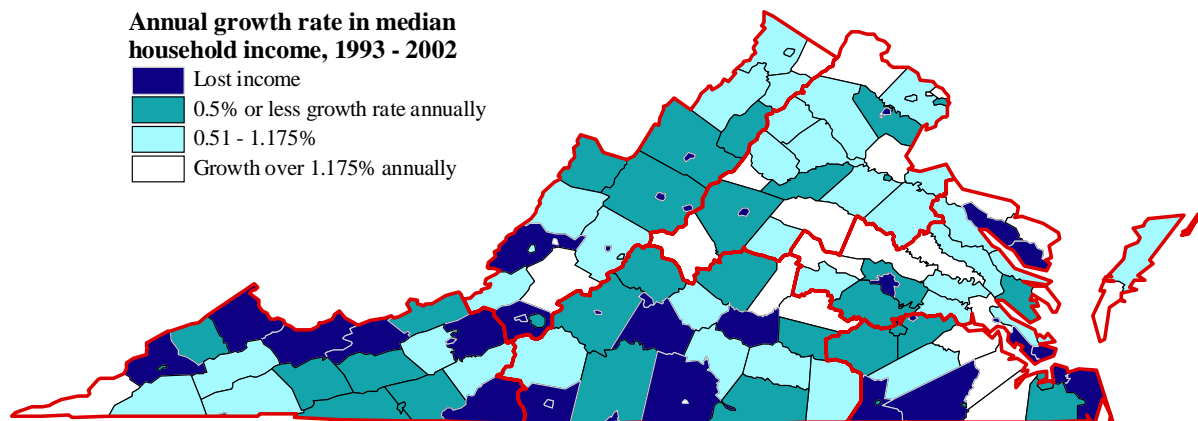 Annual growth rate in median
household income, 1993 - 2002
Lost income
0.5% or less growth rate annually
0.51 - 1.175%
Growth over 1.175% annually